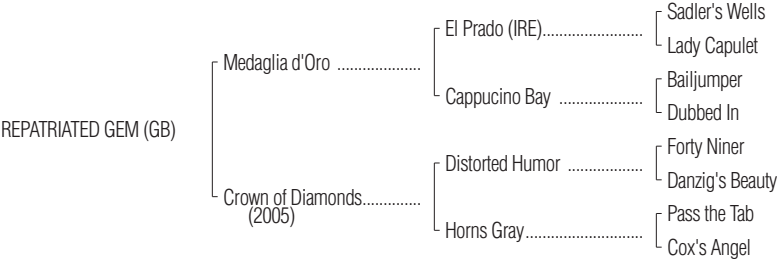 Sadler's Wells
El Prado (IRE)........................
Lady Capulet
Medaglia d'Oro ....................
Bailjumper
Cappucino Bay ....................
Dubbed In
REPATRIATED GEM (GB)
Forty Niner
Distorted Humor ..................
Danzig's Beauty
Crown of Diamonds..............
(2005)
Pass the Tab
Horns Gray............................
Cox's Angel